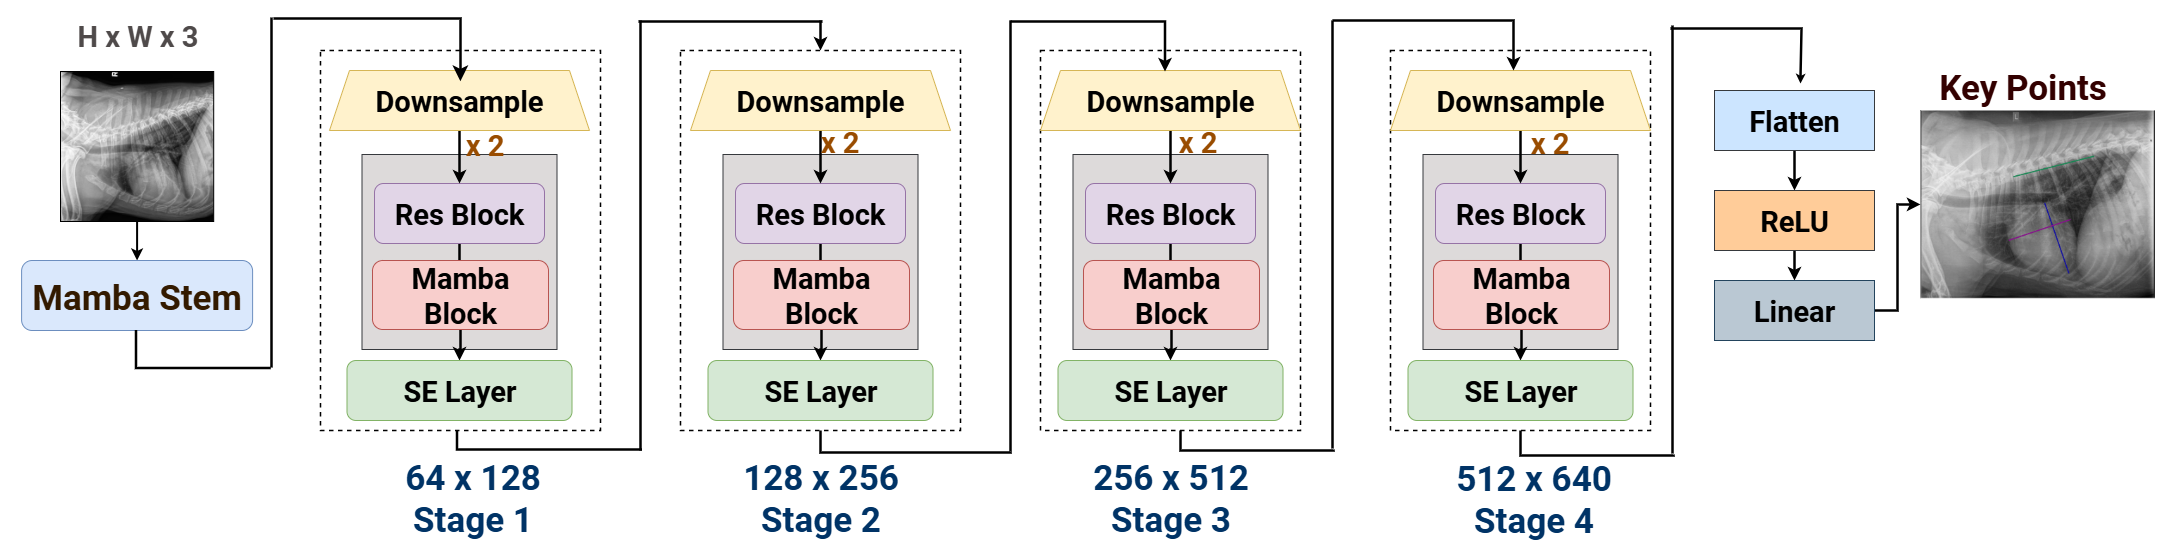 H x W x 3
Mamba Stem
Downsample
x 2
Res Block
Mamba
Block
SE Layer
64 x 128
Stage 1
Downsample
x 2
Res Block
Mamba
Block
SE Layer
128 x 256
Stage 2
Downsample
x 2
Res Block
Mamba
Block
SE Layer
256 x 512
Stage 3
Downsample
x 2
Res Block
Mamba
Block
SE Layer
512 x 640
Stage 4
Flatten
ReLU
Linear
Key Points